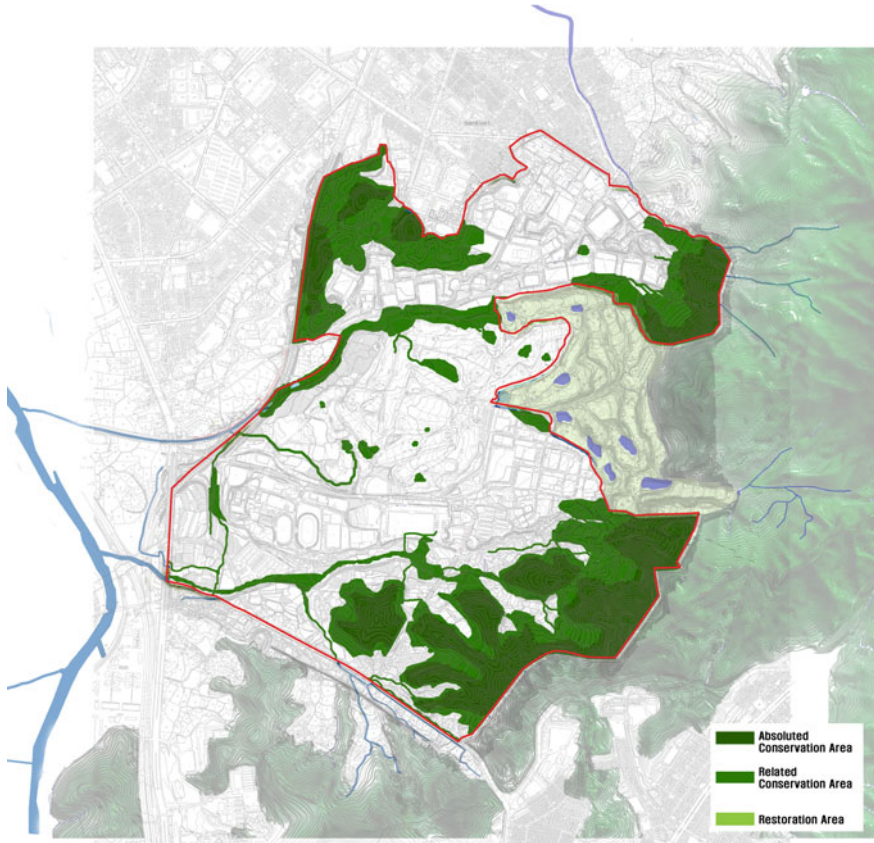 Absoluted
Conservation Area
Related
Conservation Area
Restoration Area